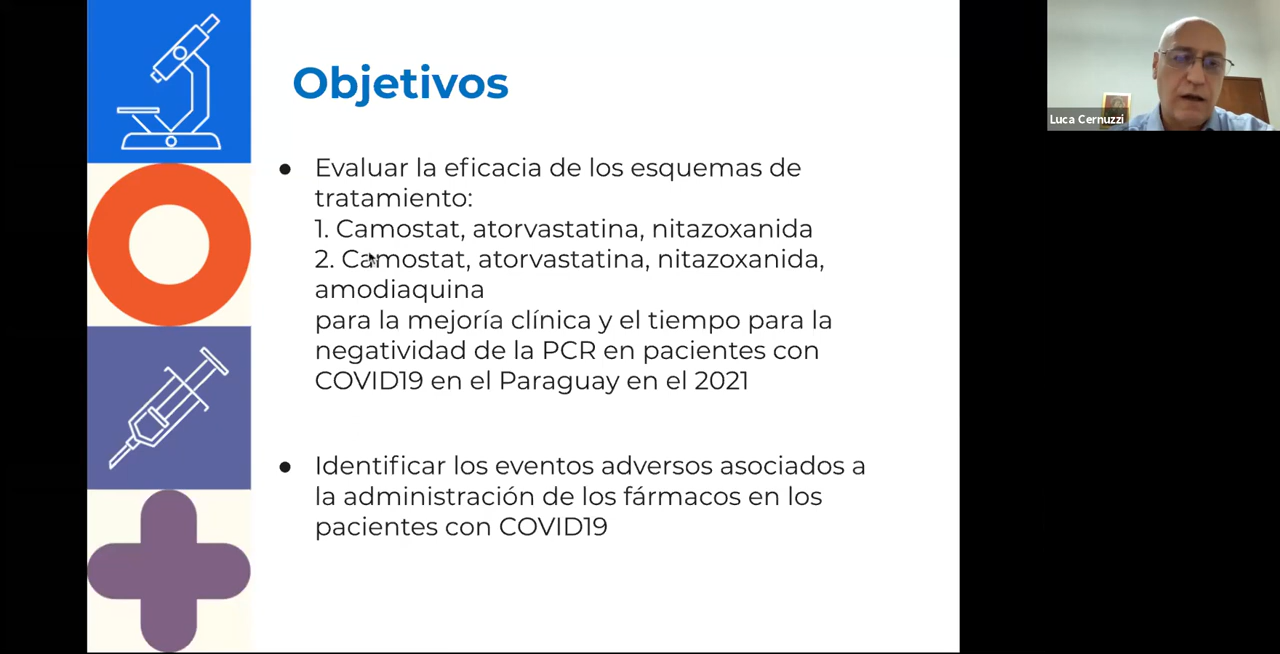 Objetivos
Luca Cernuzzi
● Evaluar la eficacia de los esquemas de
tratamiento:
1. Camostat, atorvastatina, nitazoxanida
2. Camostat, atorvastatina, nitazoxanida,
amodiaquina
para la mejoría clínica y el tiempo para la
negatividad de la PCR en pacientes con
COVID19 en el Paraguay en el 2021
● Identificar los eventos adversos asociados a
la administración de los fármacos en los
pacientes con COVID19